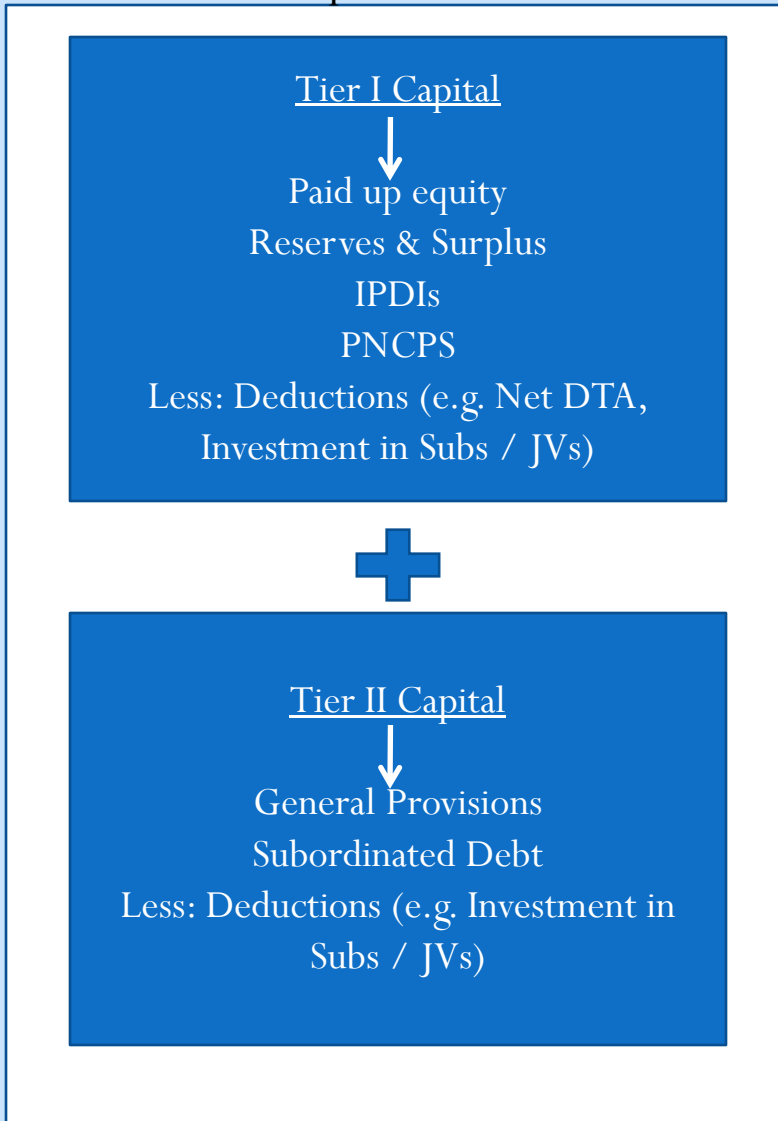 Tier I Capital
Paid up equity
Reserves & Surplus
IPDIs
PNCPS
Less: Deductions (e.g. Net DTA,
Investment in Subs / JVs)
Tier II Capital
General Provisions
Subordinated Debt
Less: Deductions (e.g. Investment in
Subs / JVs)